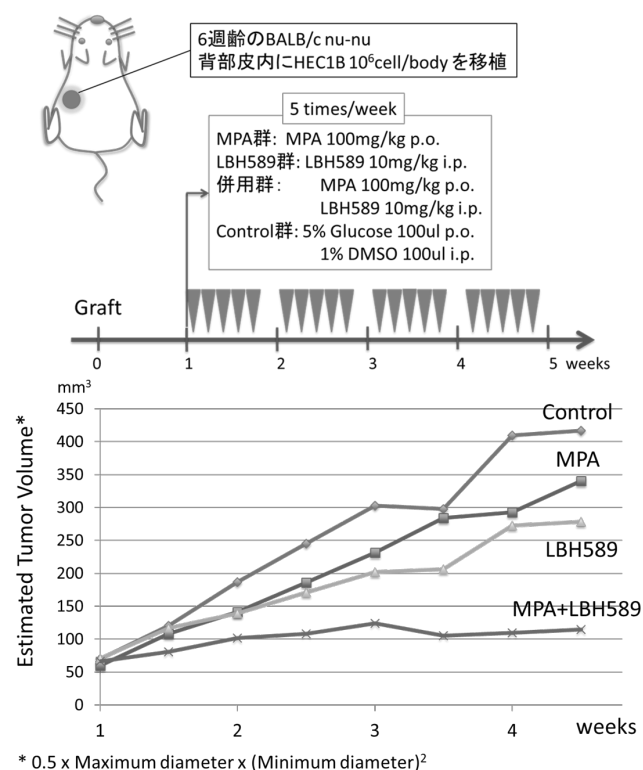 6週齢のBALB/c nu-nu
背部皮内にHEC1B 10⁶cell/body を移植
5 times/week
MPA群: MPA 100mg/kg p.o.
LBH589群: LBH589 10mg/kg i.p.
併用群: MPA 100mg/kg p.o.
LBH589 10mg/kg i.p.
Control群: 5% Glucose 100ul p.o.
1% DMSO 100ul i.p.
Graft
0 1 2 3 4 5 weeks
mm³
Estimated Tumor Volume*
450
400
350
300
250
200
150
100
50
0
Control
MPA
LBH589
MPA+LBH589
1 2 3 4 weeks
* 0.5 x Maximum diameter x (Minimum diameter)²